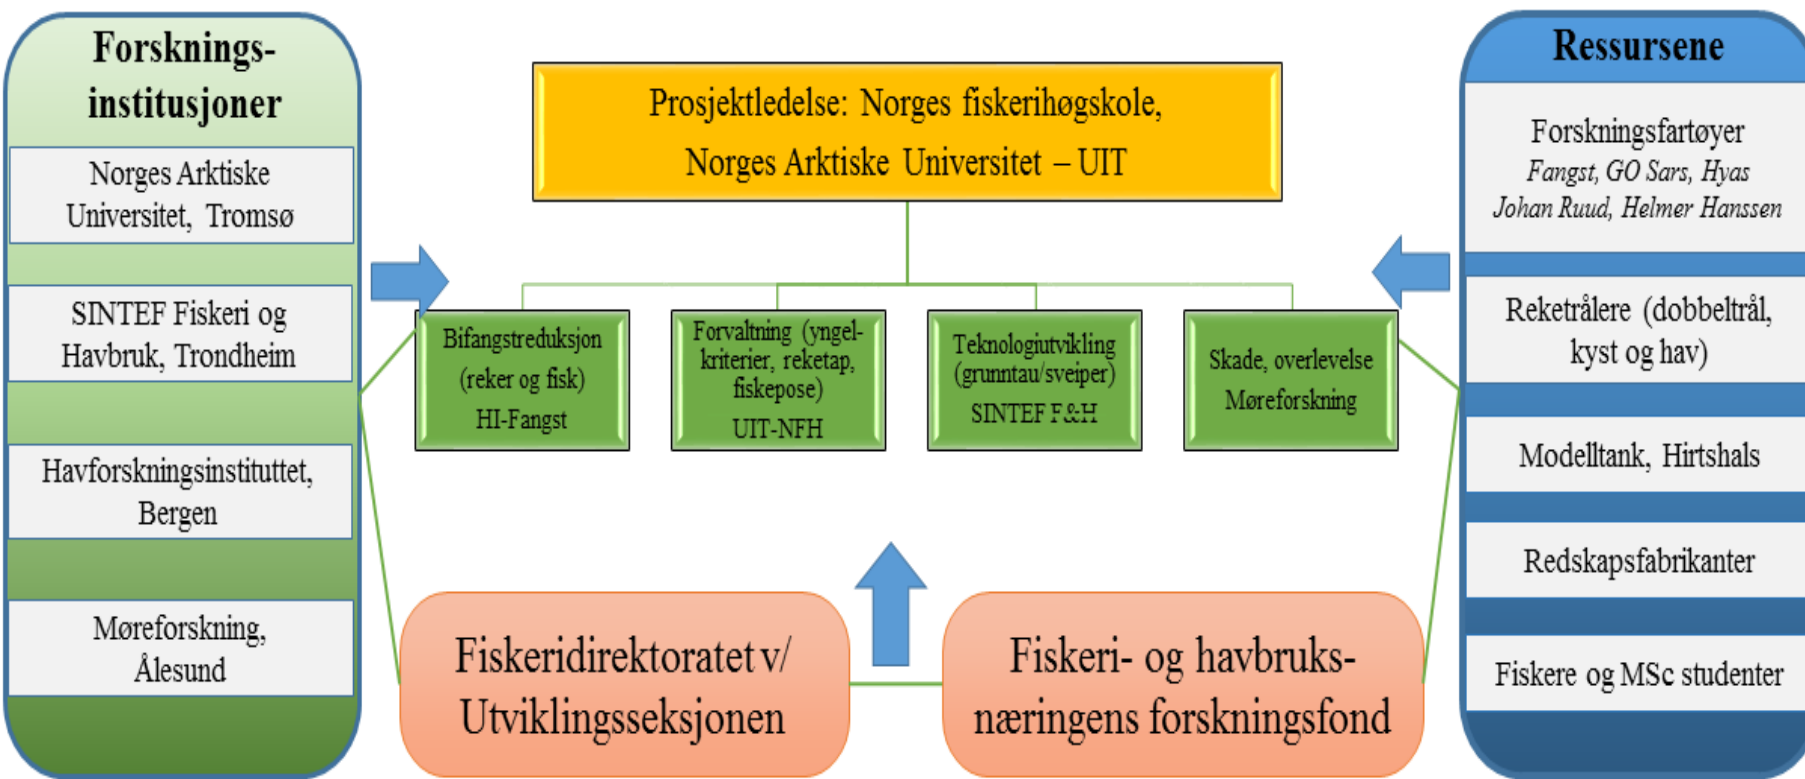 Forsknings-
institusjoner
Norges Arktiske
Universitet, Tromsø
SINTEF Fiskeri og
Havbruk, Trondheim
Havforskningsinstituttet,
Bergen
Møreforskning,
Ålesund
Prosjektledelse: Norges fiskerihøgskole,
Norges Arktiske Universitet – UIT
Bifangstreduksjon
(reker og fisk)
HI-Fangst
Forvaltning (yngel-
kriterier, reketap,
fiskepose)
UIT-NFH
Teknologiutvikling
(grunntau/sveiper)
SINTEF F&H
Skade, overlevelse
Møreforskning
Fiskeridirektoratet v/
Utviklingsseksjonen
Fiskeri- og havbruks-
næringens forskningsfond
Ressursene
Forskningsfartøyer
Fangst, GO Sars, Hyas
Johan Ruud, Helmer Hanssen
Reketrålere (dobbeltrål,
kyst og hav)
Modelltank, Hirtshals
Redskapsfabrikanter
Fiskere og MSc studenter